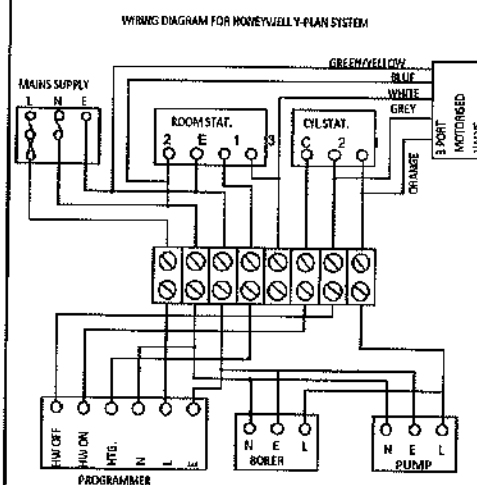 WIRING DIAGRAM FOR HONEYWELL Y-PLAN SYSTEM
GREEN/YELLOW
BLUE
WHITE
GREY
ORANGE
3-PORT
MOTORISED
MAINS SUPPLY
L N E
ROOM STAT.
2 E 1 3
CYL STAT.
C 2 1
HW OFF
HW ON
HTG.
N
L
E
PROGRAMMER
N E L
BOILER
N E L
PUMP